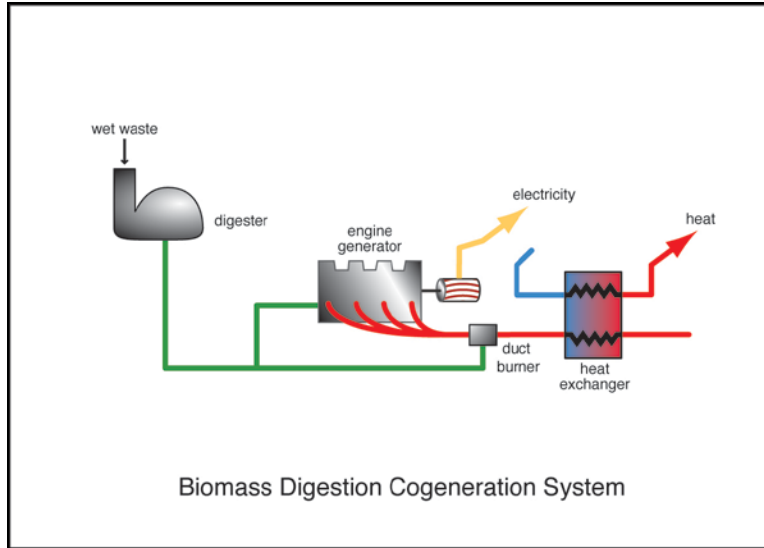 wet waste
digester
engine
generator
electricity
heat
duct
burner
heat
exchanger
Biomass Digestion Cogeneration System